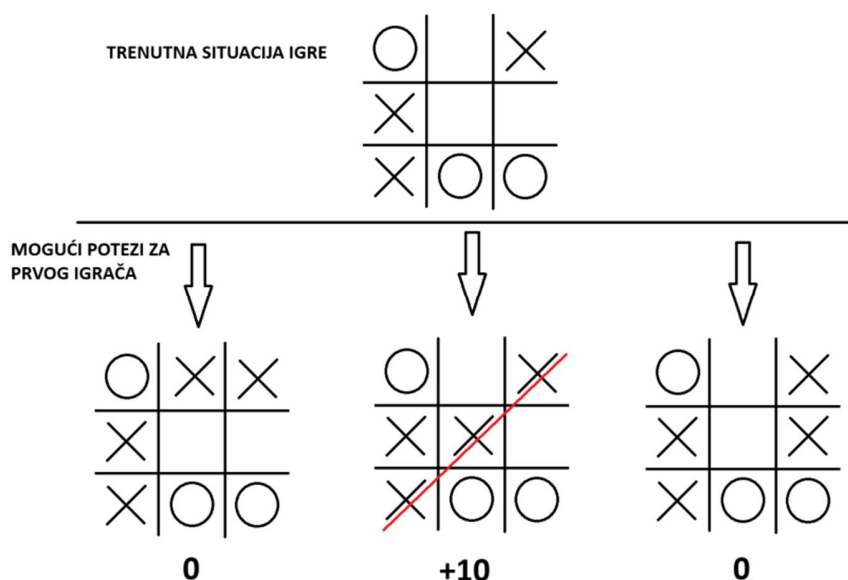 TRENUTNA SITUACIJA IGRE
MOGUĆI POTEZI ZA
PRVOG IGRAČA
0
+10
0